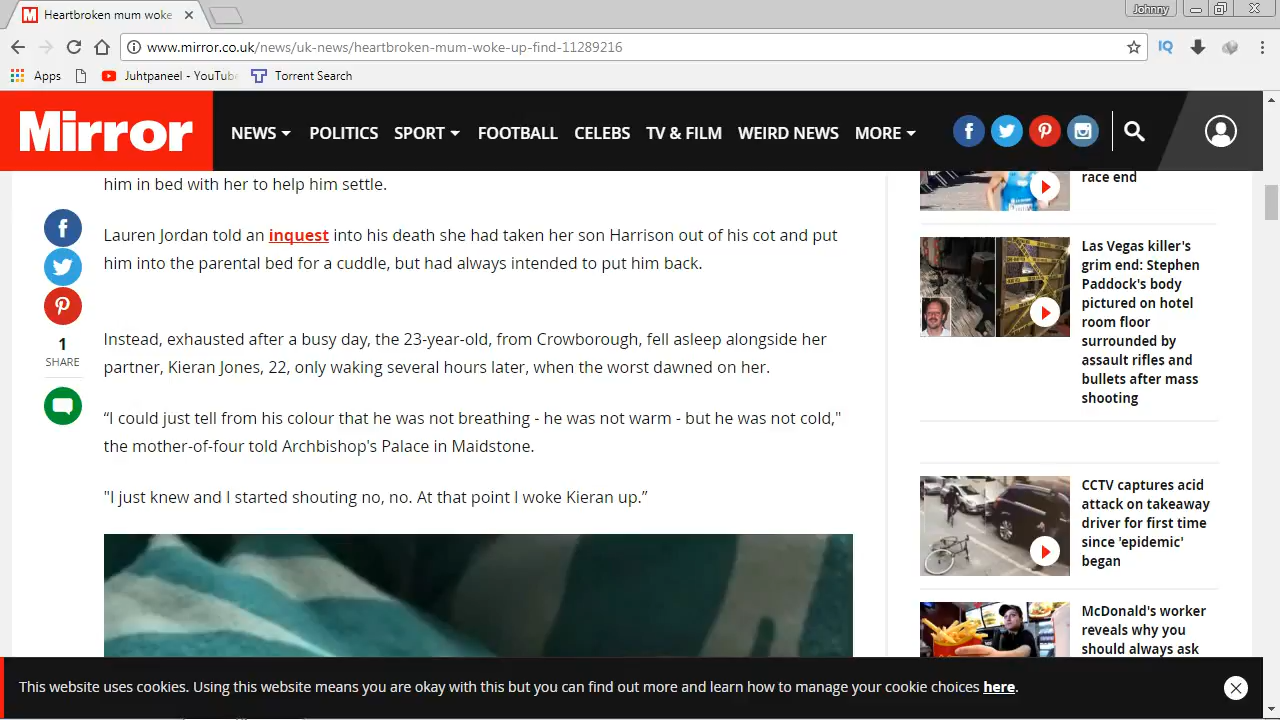 Heartbroken mum woke
Johnny
www.mirror.co.uk/news/uk-news/heartbroken-mum-woke-up-find-11289216
Apps
Juhtpaneel - YouTube
Torrent Search
Mirror
NEWS
POLITICS
SPORT
FOOTBALL
CELEBS
TV & FILM
WEIRD NEWS
MORE
him in bed with her to help him settle.
Lauren Jordan told an inquest into his death she had taken her son Harrison out of his cot and put
him into the parental bed for a cuddle, but had always intended to put him back.
Instead, exhausted after a busy day, the 23-year-old, from Crowborough, fell asleep alongside her
partner, Kieran Jones, 22, only waking several hours later, when the worst dawned on her.
“I could just tell from his colour that he was not breathing - he was not warm - but he was not cold,"
the mother-of-four told Archbishop's Palace in Maidstone.
"I just knew and I started shouting no, no. At that point I woke Kieran up.”
1
SHARE
race end
Las Vegas killer's
grim end: Stephen
Paddock's body
pictured on hotel
room floor
surrounded by
assault rifles and
bullets after mass
shooting
CCTV captures acid
attack on takeaway
driver for first time
since 'epidemic'
began
McDonald's worker
reveals why you
should always ask
This website uses cookies. Using this website means you are okay with this but you can find out more and learn how to manage your cookie choices here.